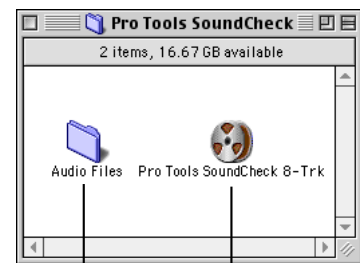 Pro Tools SoundCheck
2 items, 16.67 GB available
Audio Files
Pro Tools SoundCheck 8-Trk